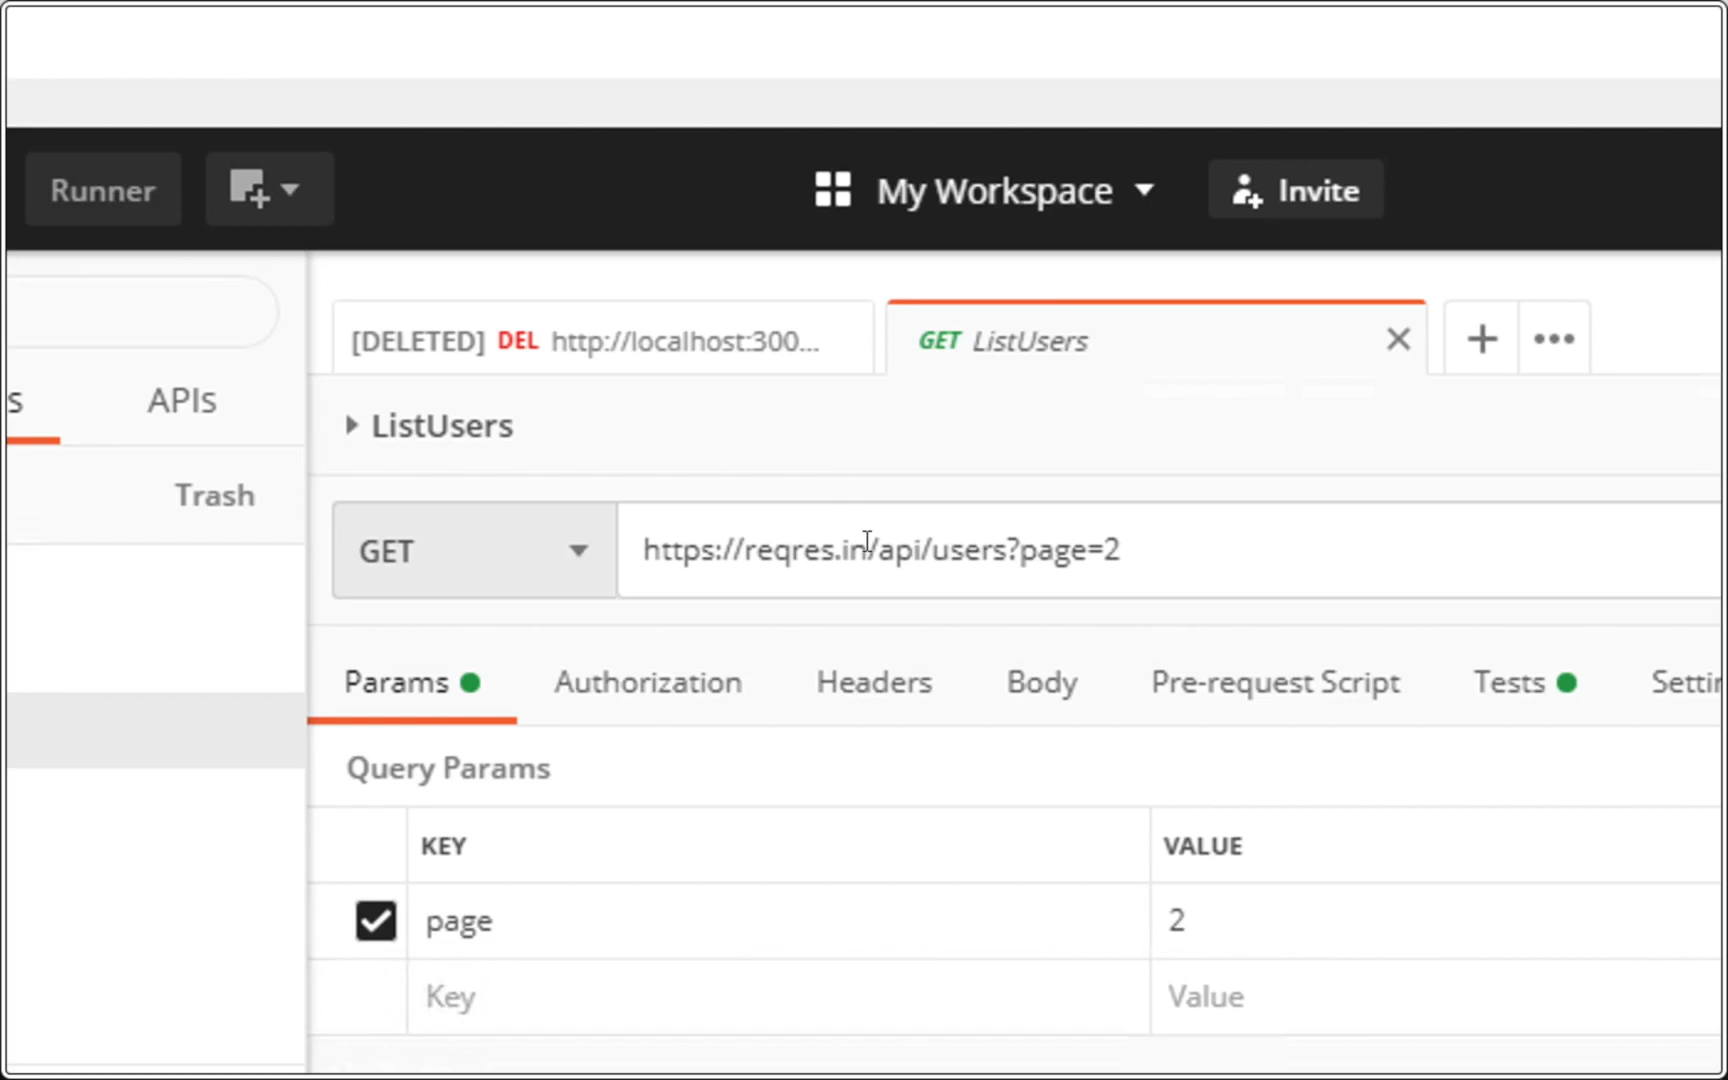 Runner
My Workspace
Invite
[DELETED] DEL http://localhost:300...
GET ListUsers
s
APIs
ListUsers
Trash
GET
https://reqres.in/api/users?page=2
Params
Authorization
Headers
Body
Pre-request Script
Tests
Settin
Query Params
KEY
VALUE
page
2
Key
Value